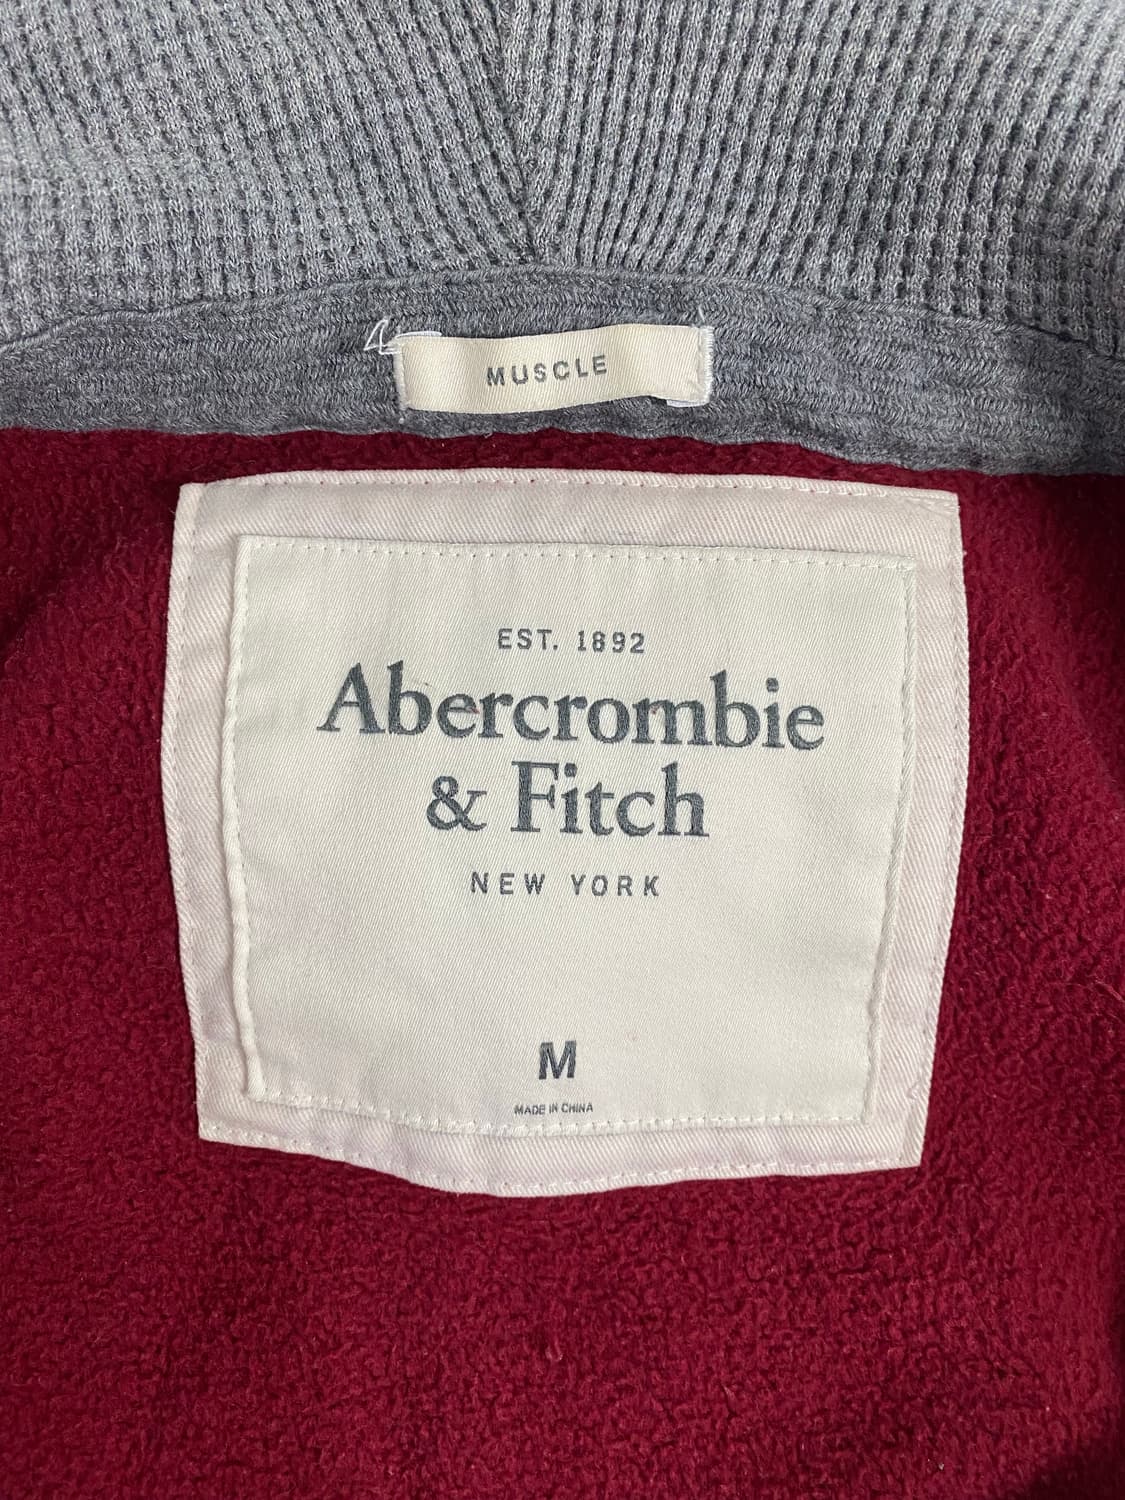 MUSCLE
EST. 1892
Abercrombie
& Fitch
NEW YORK
M
MADE IN CHINA